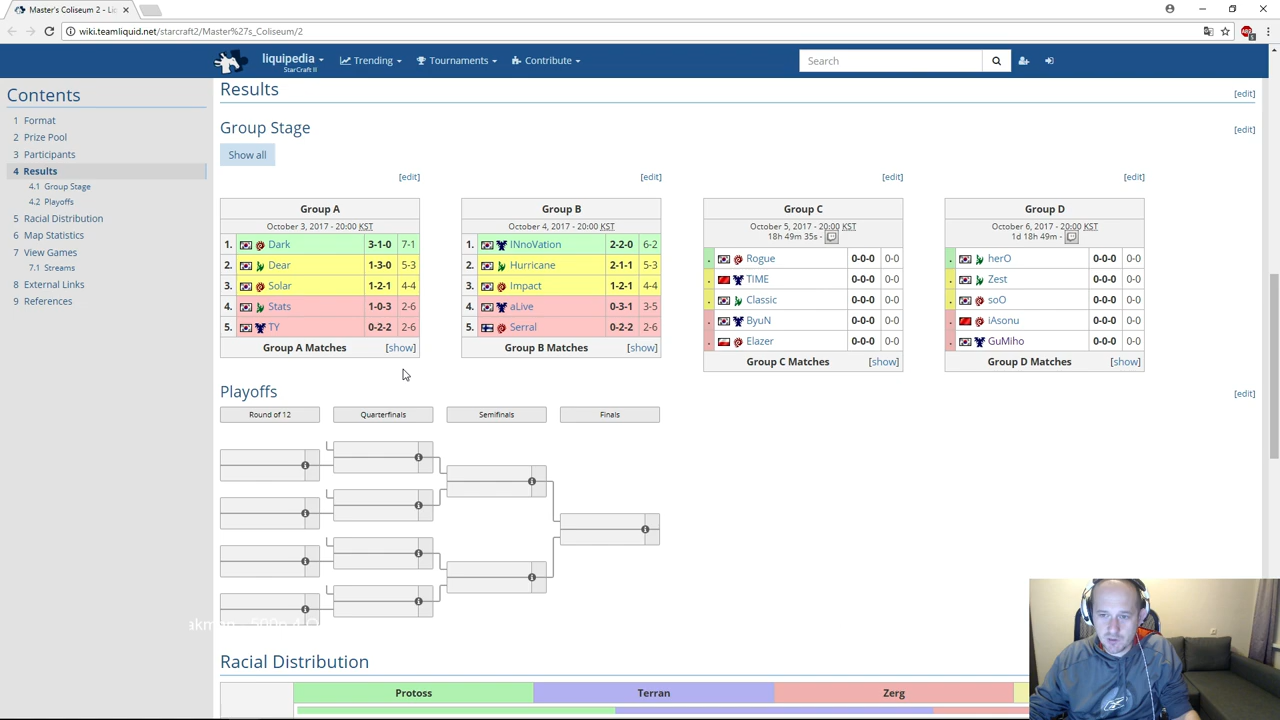 Master's Coliseum 2 - Li
wiki.teamliquid.net/starcraft2/Master%27s_Coliseum/2
liquipedia
StarCraft II
Trending
Tournaments
Contribute
Search
Contents
1 Format
2 Prize Pool
3 Participants
4 Results
4.1 Group Stage
4.2 Playoffs
5 Racial Distribution
6 Map Statistics
7 View Games
7.1 Streams
8 External Links
9 References
Results
[edit]
Group Stage
[edit]
Show all
[edit]
Group A
October 3, 2017 - 20:00 KST
1. Dark 3-1-0 7-1
2. Dear 1-3-0 5-3
3. Solar 1-2-1 4-4
4. Stats 1-0-3 2-6
5. TY 0-2-2 2-6
Group A Matches [show]
[edit]
Group B
October 4, 2017 - 20:00 KST
1. INnoVation 2-2-0 6-2
2. Hurricane 2-1-1 5-3
3. Impact 1-2-1 4-4
4. aLive 0-3-1 3-5
5. Serral 0-2-2 2-6
Group B Matches [show]
[edit]
Group C
October 5, 2017 - 20:00 KST
18h 49m 35s -
. Rogue 0-0-0 0-0
. TIME 0-0-0 0-0
. Classic 0-0-0 0-0
. ByuN 0-0-0 0-0
. Elazer 0-0-0 0-0
Group C Matches [show]
[edit]
Group D
October 6, 2017 - 20:00 KST
1d 18h 49m -
. herO 0-0-0 0-0
. Zest 0-0-0 0-0
. soO 0-0-0 0-0
. iAsonu 0-0-0 0-0
. GuMiho 0-0-0 0-0
Group D Matches [show]
Playoffs
[edit]
Round of 12
Quarterfinals
Semifinals
Finals
Racial Distribution
Protoss
Terran
Zerg